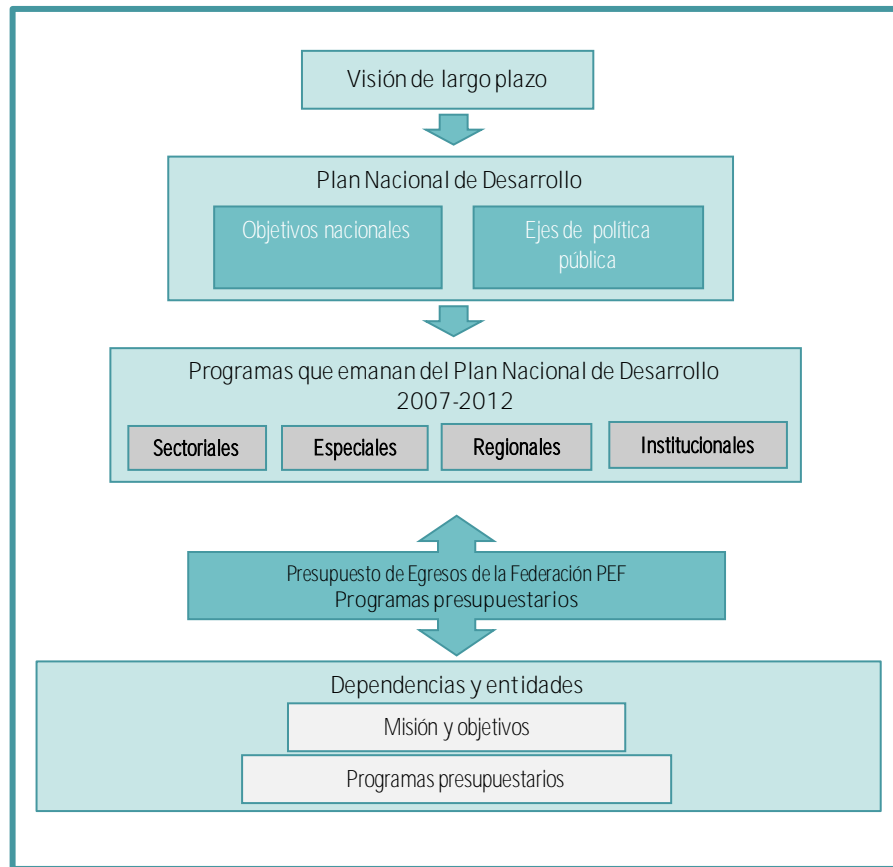 Visión de largo plazo
Plan Nacional de Desarrollo
Objetivos nacionales
Ejes de política
pública
Programas que emanan del Plan Nacional de Desarrollo
2007-2012
Sectoriales
Especiales
Regionales
Institucionales
Presupuesto de Egresos de la Federación PEF
Programas presupuestarios
Dependencias y entidades
Misión y objetivos
Programas presupuestarios